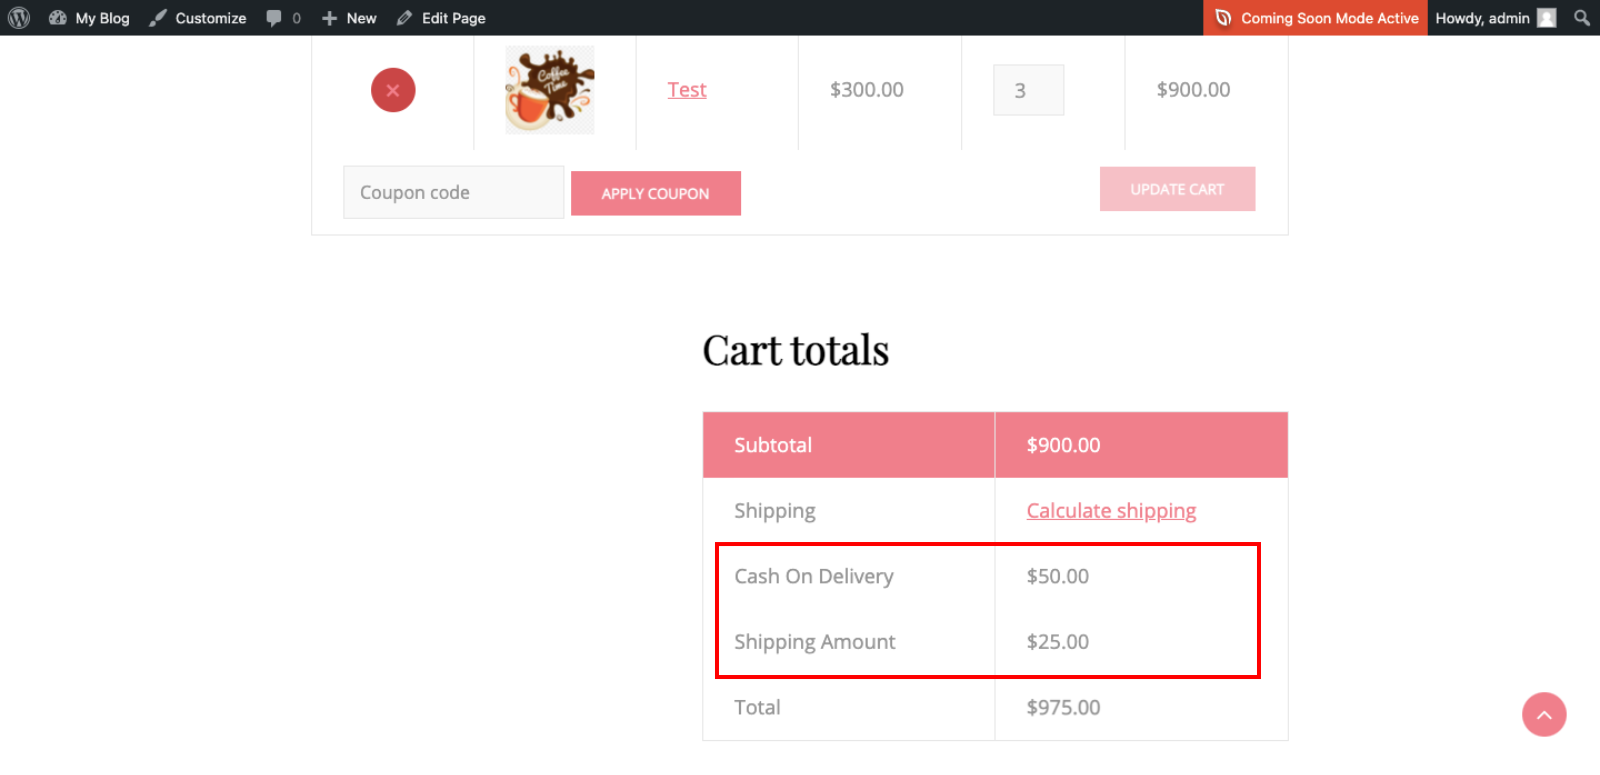 My Blog Customize 0 New Edit Page Coming Soon Mode Active Howdy, admin
Coffee Time
Test $300.00 3 $900.00
Coupon code APPLY COUPON UPDATE CART
Cart totals
Subtotal $900.00
Shipping Calculate shipping
Cash On Delivery $50.00
Shipping Amount $25.00
Total $975.00